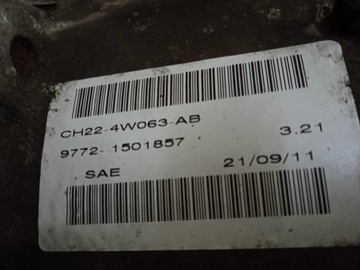 CH22-4W063-AB
9772- 1501857 3.21
SAE 21/09/11